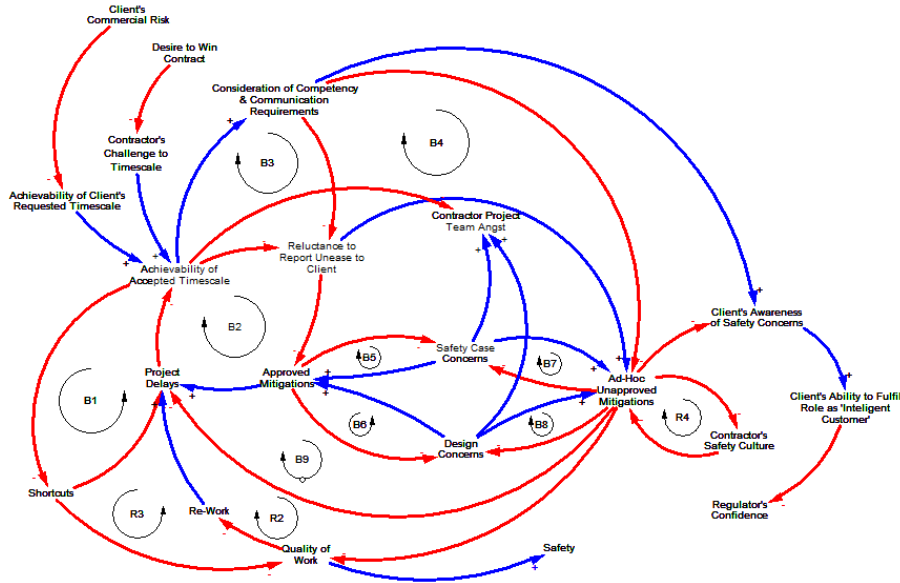 Client's
Commercial Risk
Desire to Win
Contract
Consideration of Competency
& Communication
Requirements
+
B3
B4
-
Contractor's
Challenge to
Timescale
-
Achievability of Client's
Requested Timescale
-
Contractor Project
Team Angst
+
+
-
Reluctance to
Report Unease to
Client
-
+
+
Achievability of
Accepted Timescale
-
+
Client's Awareness
of Safety Concerns
-
B2
-
Safety Case
Concerns
-
B5
B7
-
+
+
-
Ad-Hoc
Unapproved
Mitigations
-
Project
Delays
+
+
-
Approved
Mitigations
+
+
+
Client's Ability to Fulfil
Role as 'Inteligent
Customer'
B1
B6
B8
R4
-
-
Contractor's
Safety Culture
Design
Concerns
-
-
B9
-
Shortcuts
R3
Re-Work
R2
-
Regulator's
Confidence
-
Quality of
Work
-
-
Safety
+